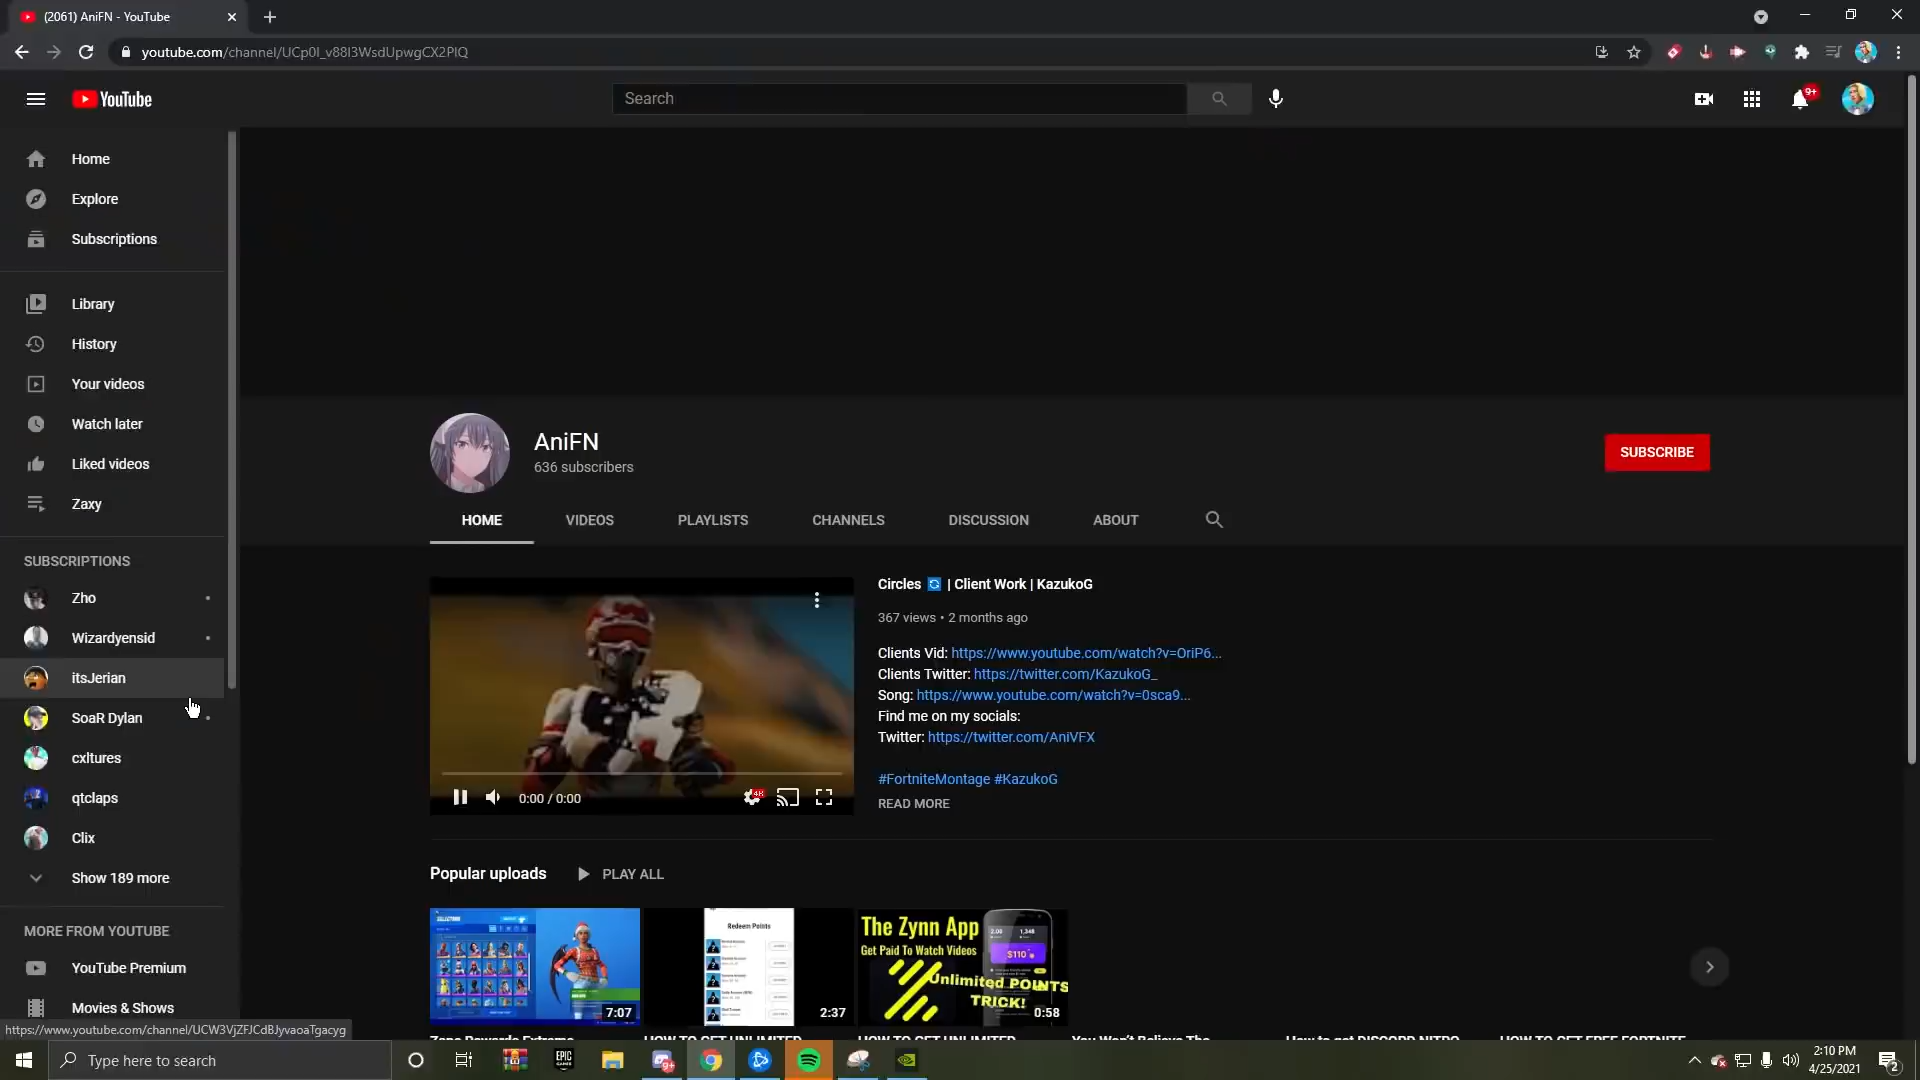 (2061) AniFN - YouTube
youtube.com/channel/UCp0I_v88I3WsdUpwgCX2PIQ
YouTube
Search
9+
Home
Explore
Subscriptions
Library
History
Your videos
Watch later
Liked videos
Zaxy
SUBSCRIPTIONS
Zho
Wizardyensid
itsJerian
SoaR Dylan
cxltures
qtclaps
Clix
Show 189 more
MORE FROM YOUTUBE
YouTube Premium
Movies & Shows
https://www.youtube.com/channel/UCW3VjZFJCdBJyvaoaTgacyg
AniFN
636 subscribers
SUBSCRIBE
HOME
VIDEOS
PLAYLISTS
CHANNELS
DISCUSSION
ABOUT
0:00 / 0:00
4K
Circles | Client Work | KazukoG
367 views • 2 months ago
Clients Vid: https://www.youtube.com/watch?v=OriP6...
Clients Twitter: https://twitter.com/KazukoG_
Song: https://www.youtube.com/watch?v=0sca9...
Find me on my socials:
Twitter: https://twitter.com/AniVFX
#FortniteMontage #KazukoG
READ MORE
Popular uploads
PLAY ALL
7:07
Redeem Points
2:37
The Zynn App
Get Paid To Watch Videos
Unlimited POINTS
TRICK!
$110
0:58
Zono Rewards Extreme
HOW TO GET UNLIMITED
HOW TO GET UNLIMITED
You Won't Believe The
How to get DISCORD NITRO
HOW TO GET FREE FORTNITE
Type here to search
EPIC
GAMES
9+
2:10 PM
4/25/2021
2